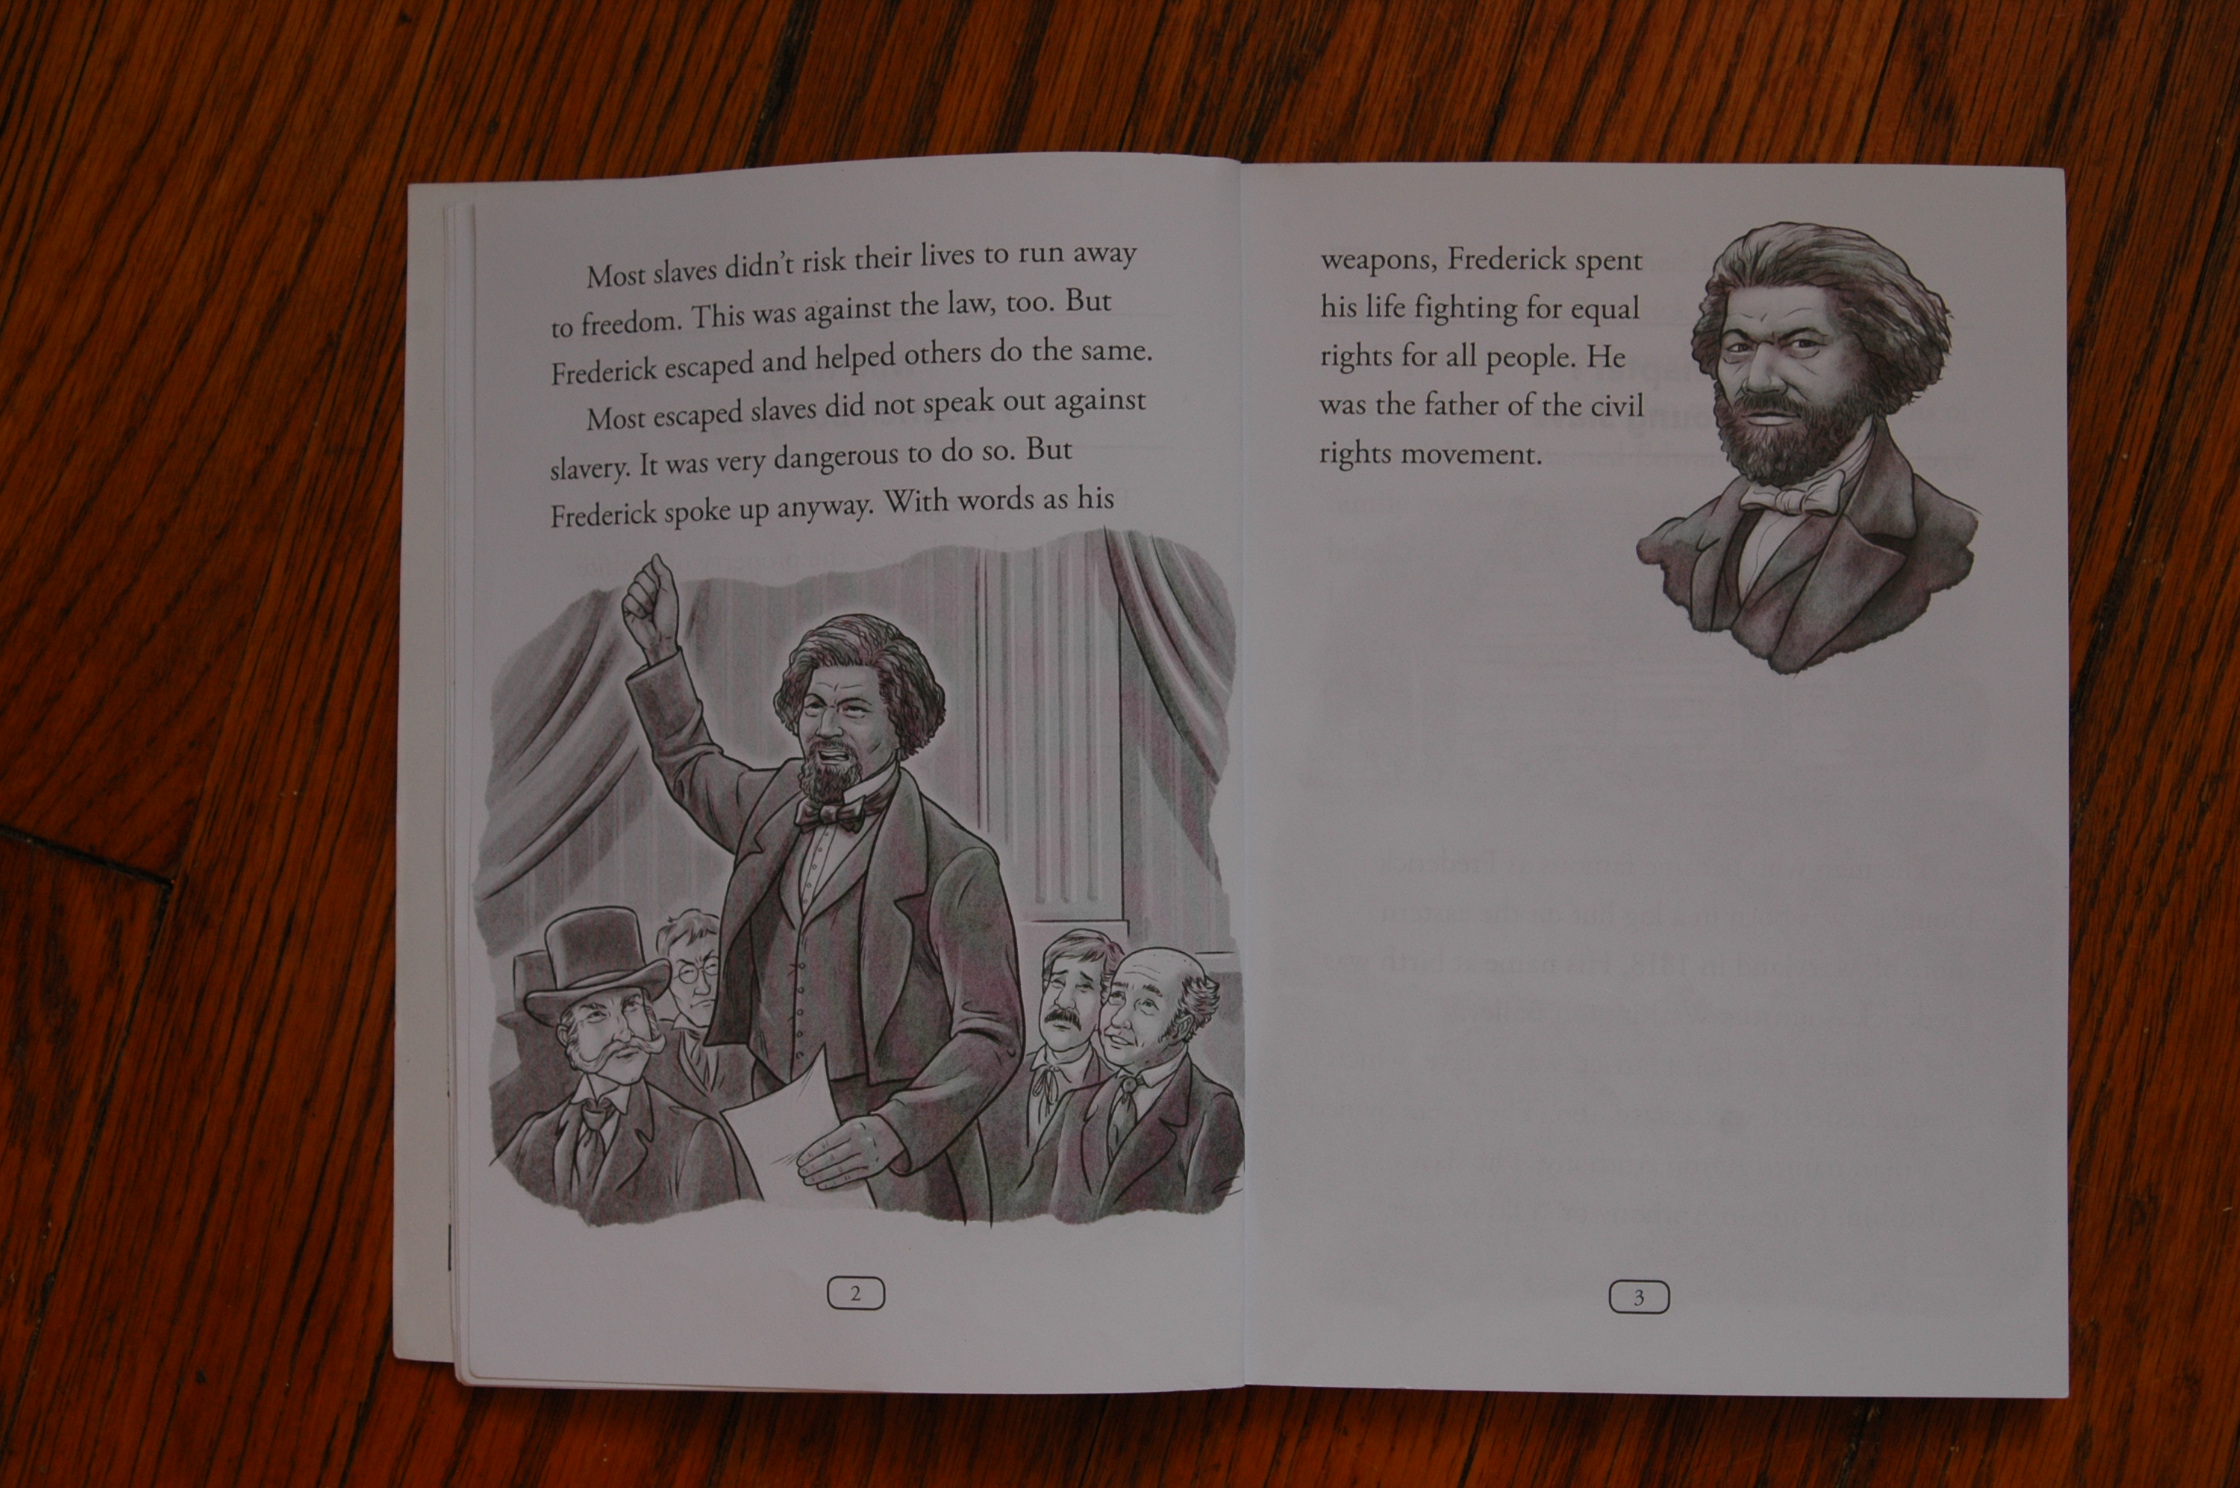 Most slaves didn't risk their lives to run away
to freedom. This was against the law, too. But
Frederick escaped and helped others do the same.
Most escaped slaves did not speak out against
slavery. It was very dangerous to do so. But
Frederick spoke up anyway. With words as his
2
weapons, Frederick spent
his life fighting for equal
rights for all people. He
was the father of the civil
rights movement.
3